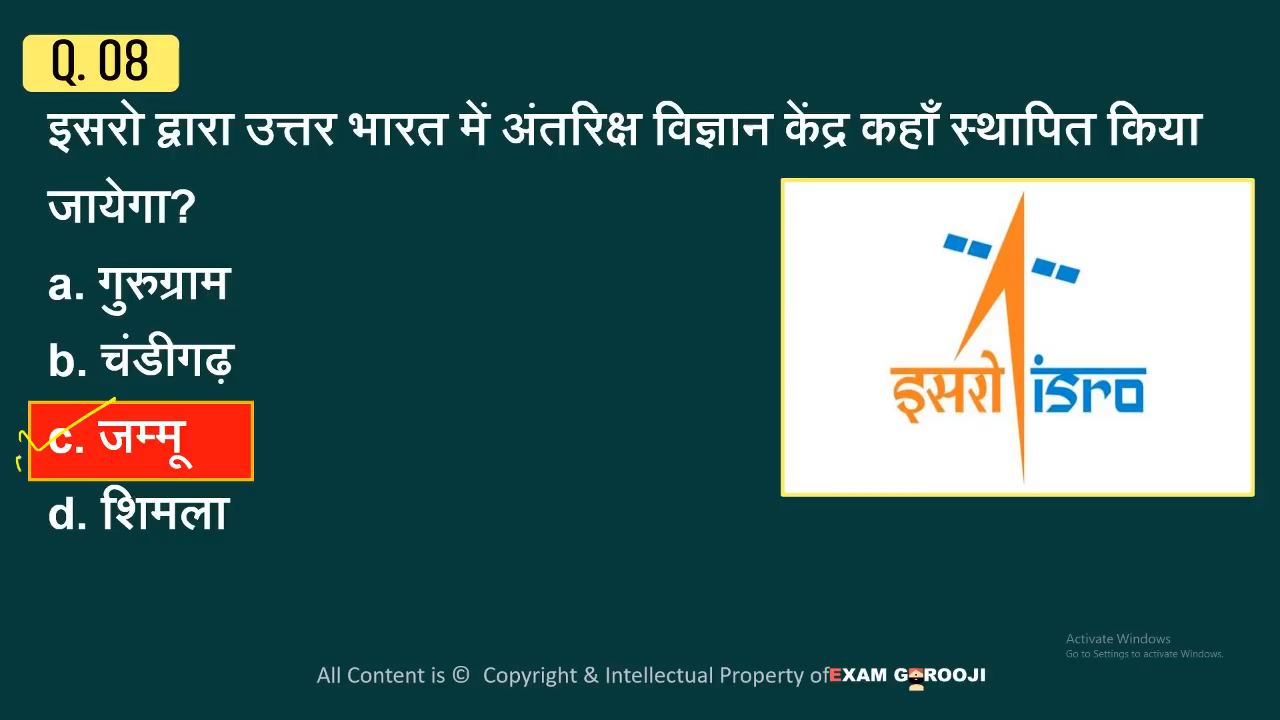 Q. 08
इसरो द्वारा उत्तर भारत में अंतरिक्ष विज्ञान केंद्र कहाँ स्थापित किया
जायेगा?
a. गुरुग्राम
b. चंडीगढ़
c. जम्मू
d. शिमला
इसरो isro
Activate Windows
Go to Settings to activate Windows.
All Content is © Copyright & Intellectual Property of EXAM GUROOJI